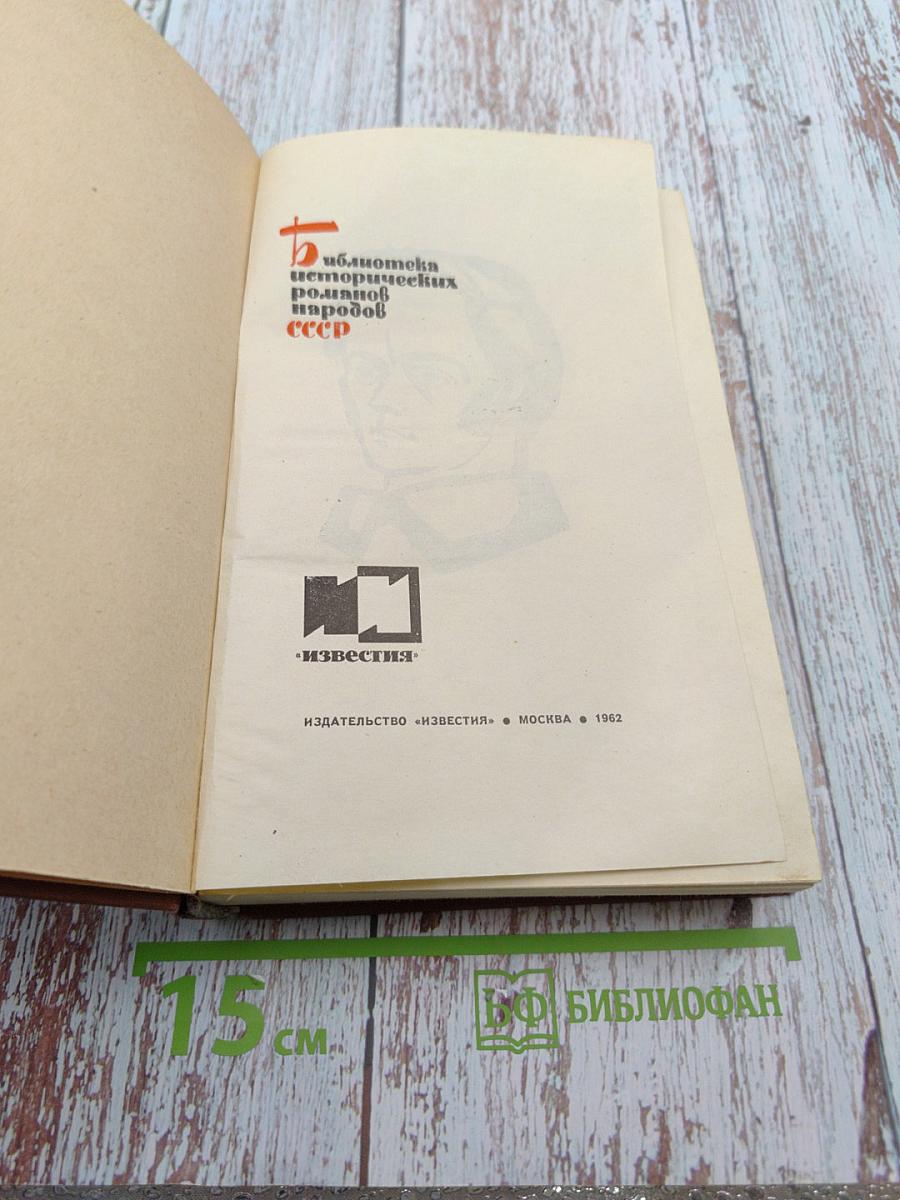 Библиотека
исторических
романов
народов
СССР
«ИЗВЕСТИЯ»
ИЗДАТЕЛЬСТВО «ИЗВЕСТИЯ» ● МОСКВА ● 1962
15 см
БФ БИБЛИОФАН